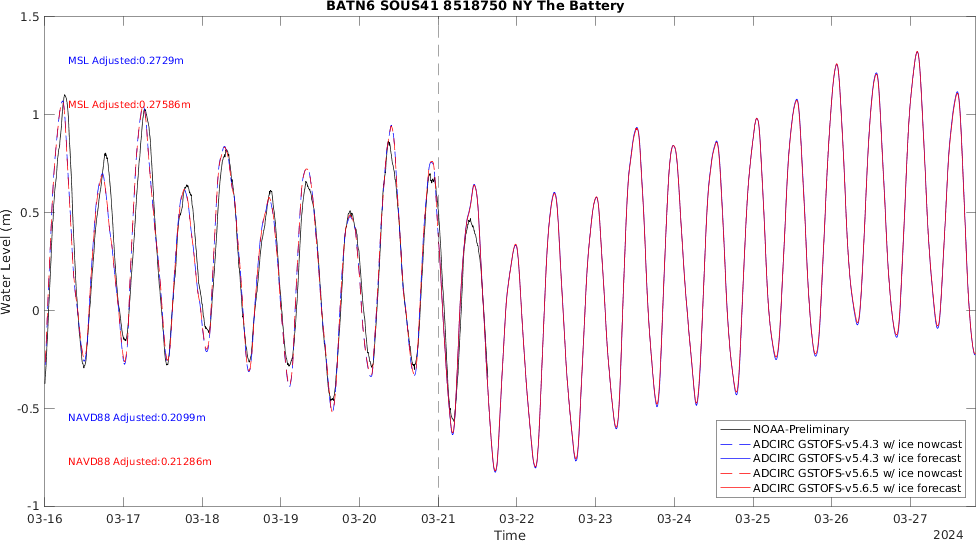 BATN6 SOUS41 8518750 NY The Battery
1.5
1
0.5
0
-0.5
-1
Water Level (m)
MSL Adjusted:0.2729m
MSL Adjusted:0.27586m
NAVD88 Adjusted:0.2099m
NAVD88 Adjusted:0.21286m
NOAA-Preliminary
ADCIRC GSTOFS-v5.4.3 w/ ice nowcast
ADCIRC GSTOFS-v5.4.3 w/ ice forecast
ADCIRC GSTOFS-v5.6.5 w/ ice nowcast
ADCIRC GSTOFS-v5.6.5 w/ ice forecast
03-16 03-17 03-18 03-19 03-20 03-21 03-22 03-23 03-24 03-25 03-26 03-27
Time
2024